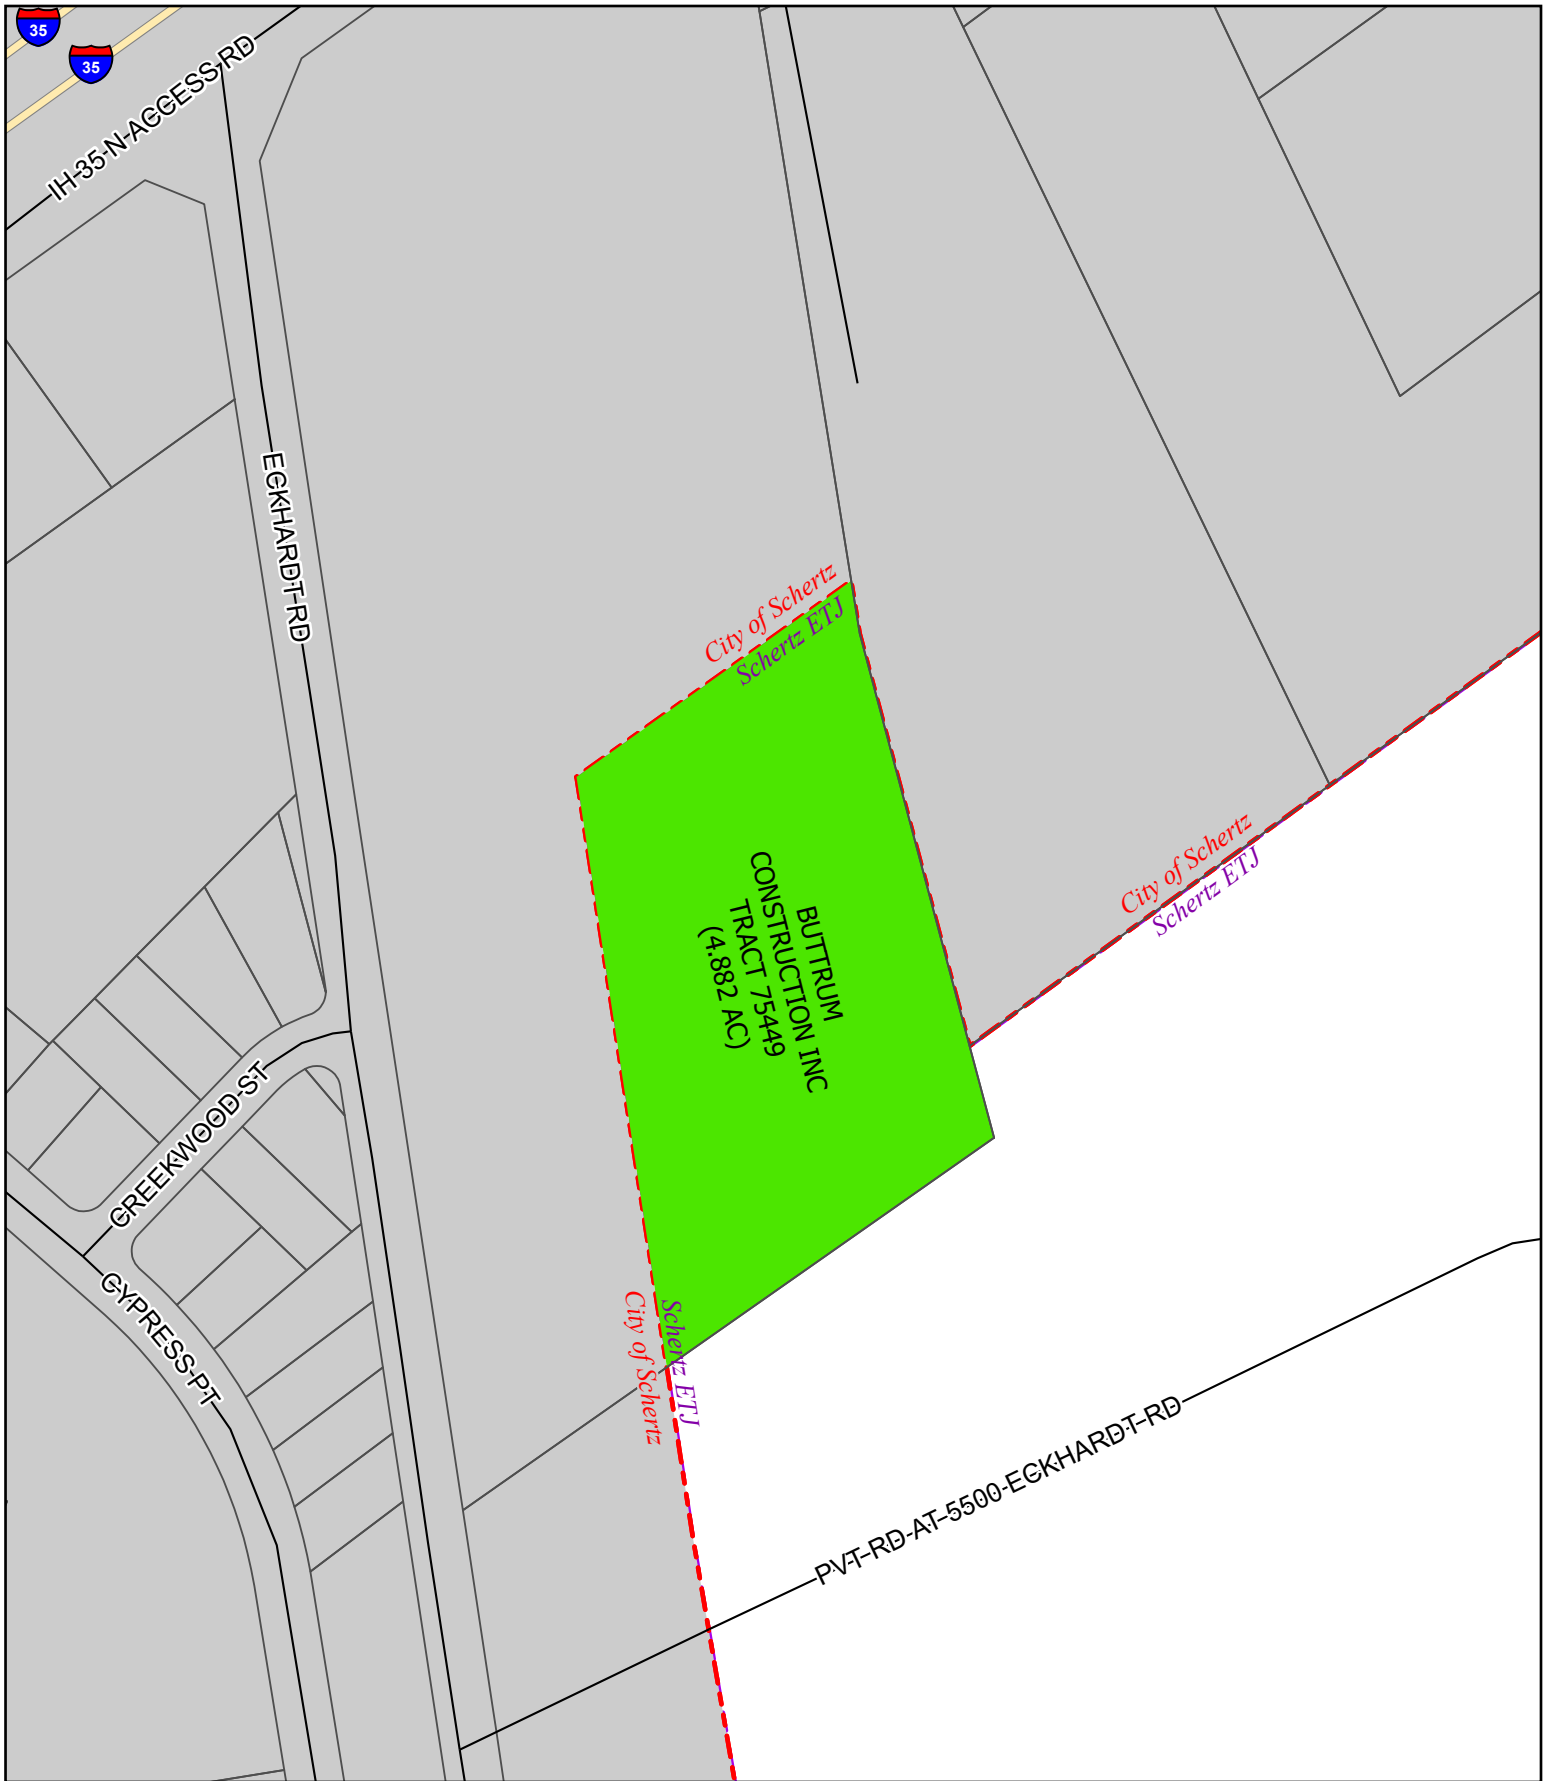 35
35
IH-35-N-ACCESS-RD
ECKHARDT-RD
City of Schertz
Schertz ETJ
City of Schertz
Schertz ETJ
BUTTRUM
CONSTRUCTION INC
TRACT 75449
(4.882 AC)
CREEKWOOD-ST
CYPRESS-PT
City of Schertz
Schertz ETJ
PVT-RD-AT-5500-ECKHARDT-RD